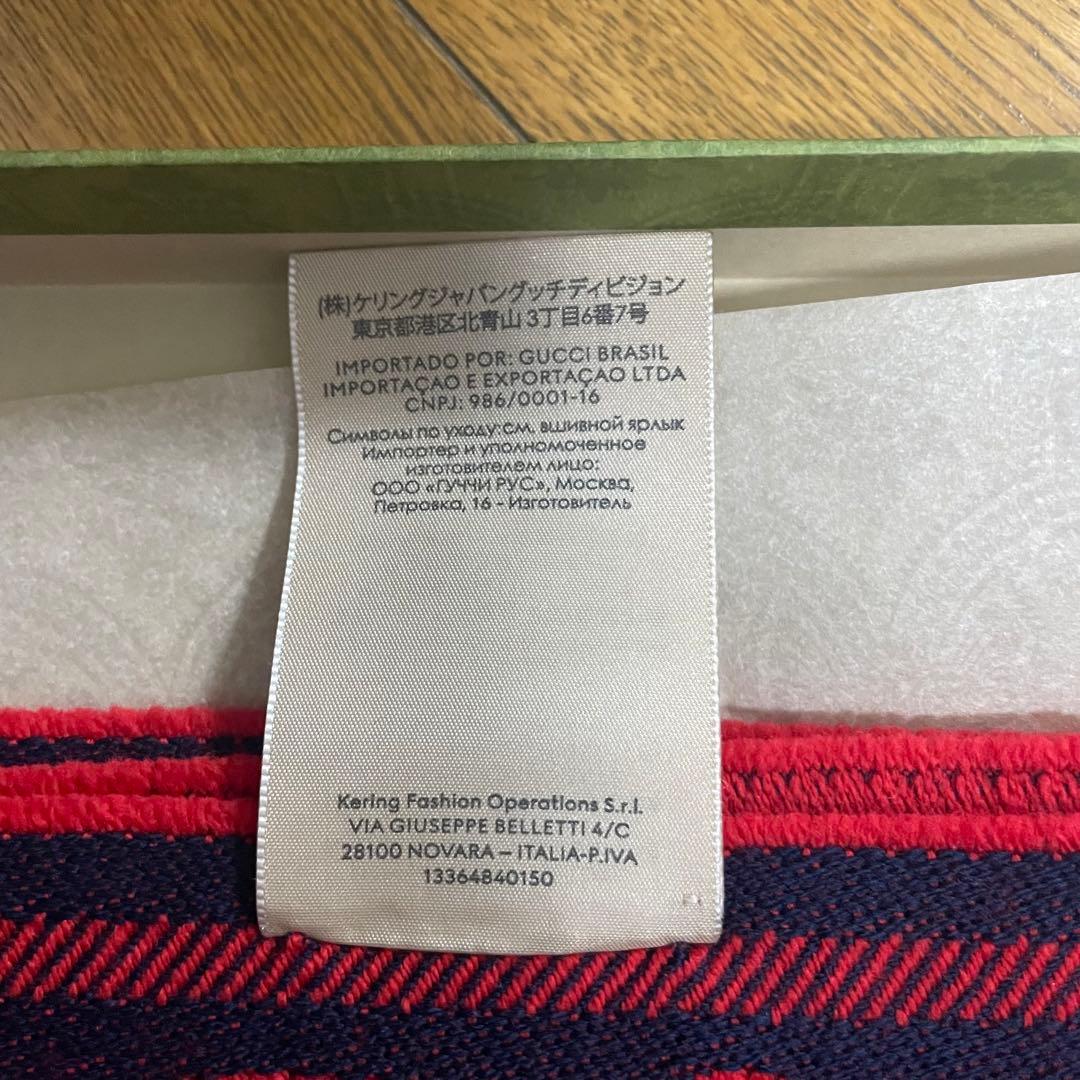 (株)ケリングジャパングッチディビジョン
東京都港区北青山3丁目6番7号
IMPORTADO POR: GUCCI BRASIL
IMPORTAÇAO E EXPORTAÇAO LTDA
CNPJ: 986/0001-16
Символы по уходу:см. вшивной ярлык
Импортер и уполномоченное
изготовителем лицо:
ООО «ГУЧЧИ РУС», Москва,
Петровка, 16 - Изготовитель
Kering Fashion Operations S.r.l.
VIA GIUSEPPE BELLETTI 4/C
28100 NOVARA – ITALIA-P.IVA
13364840150